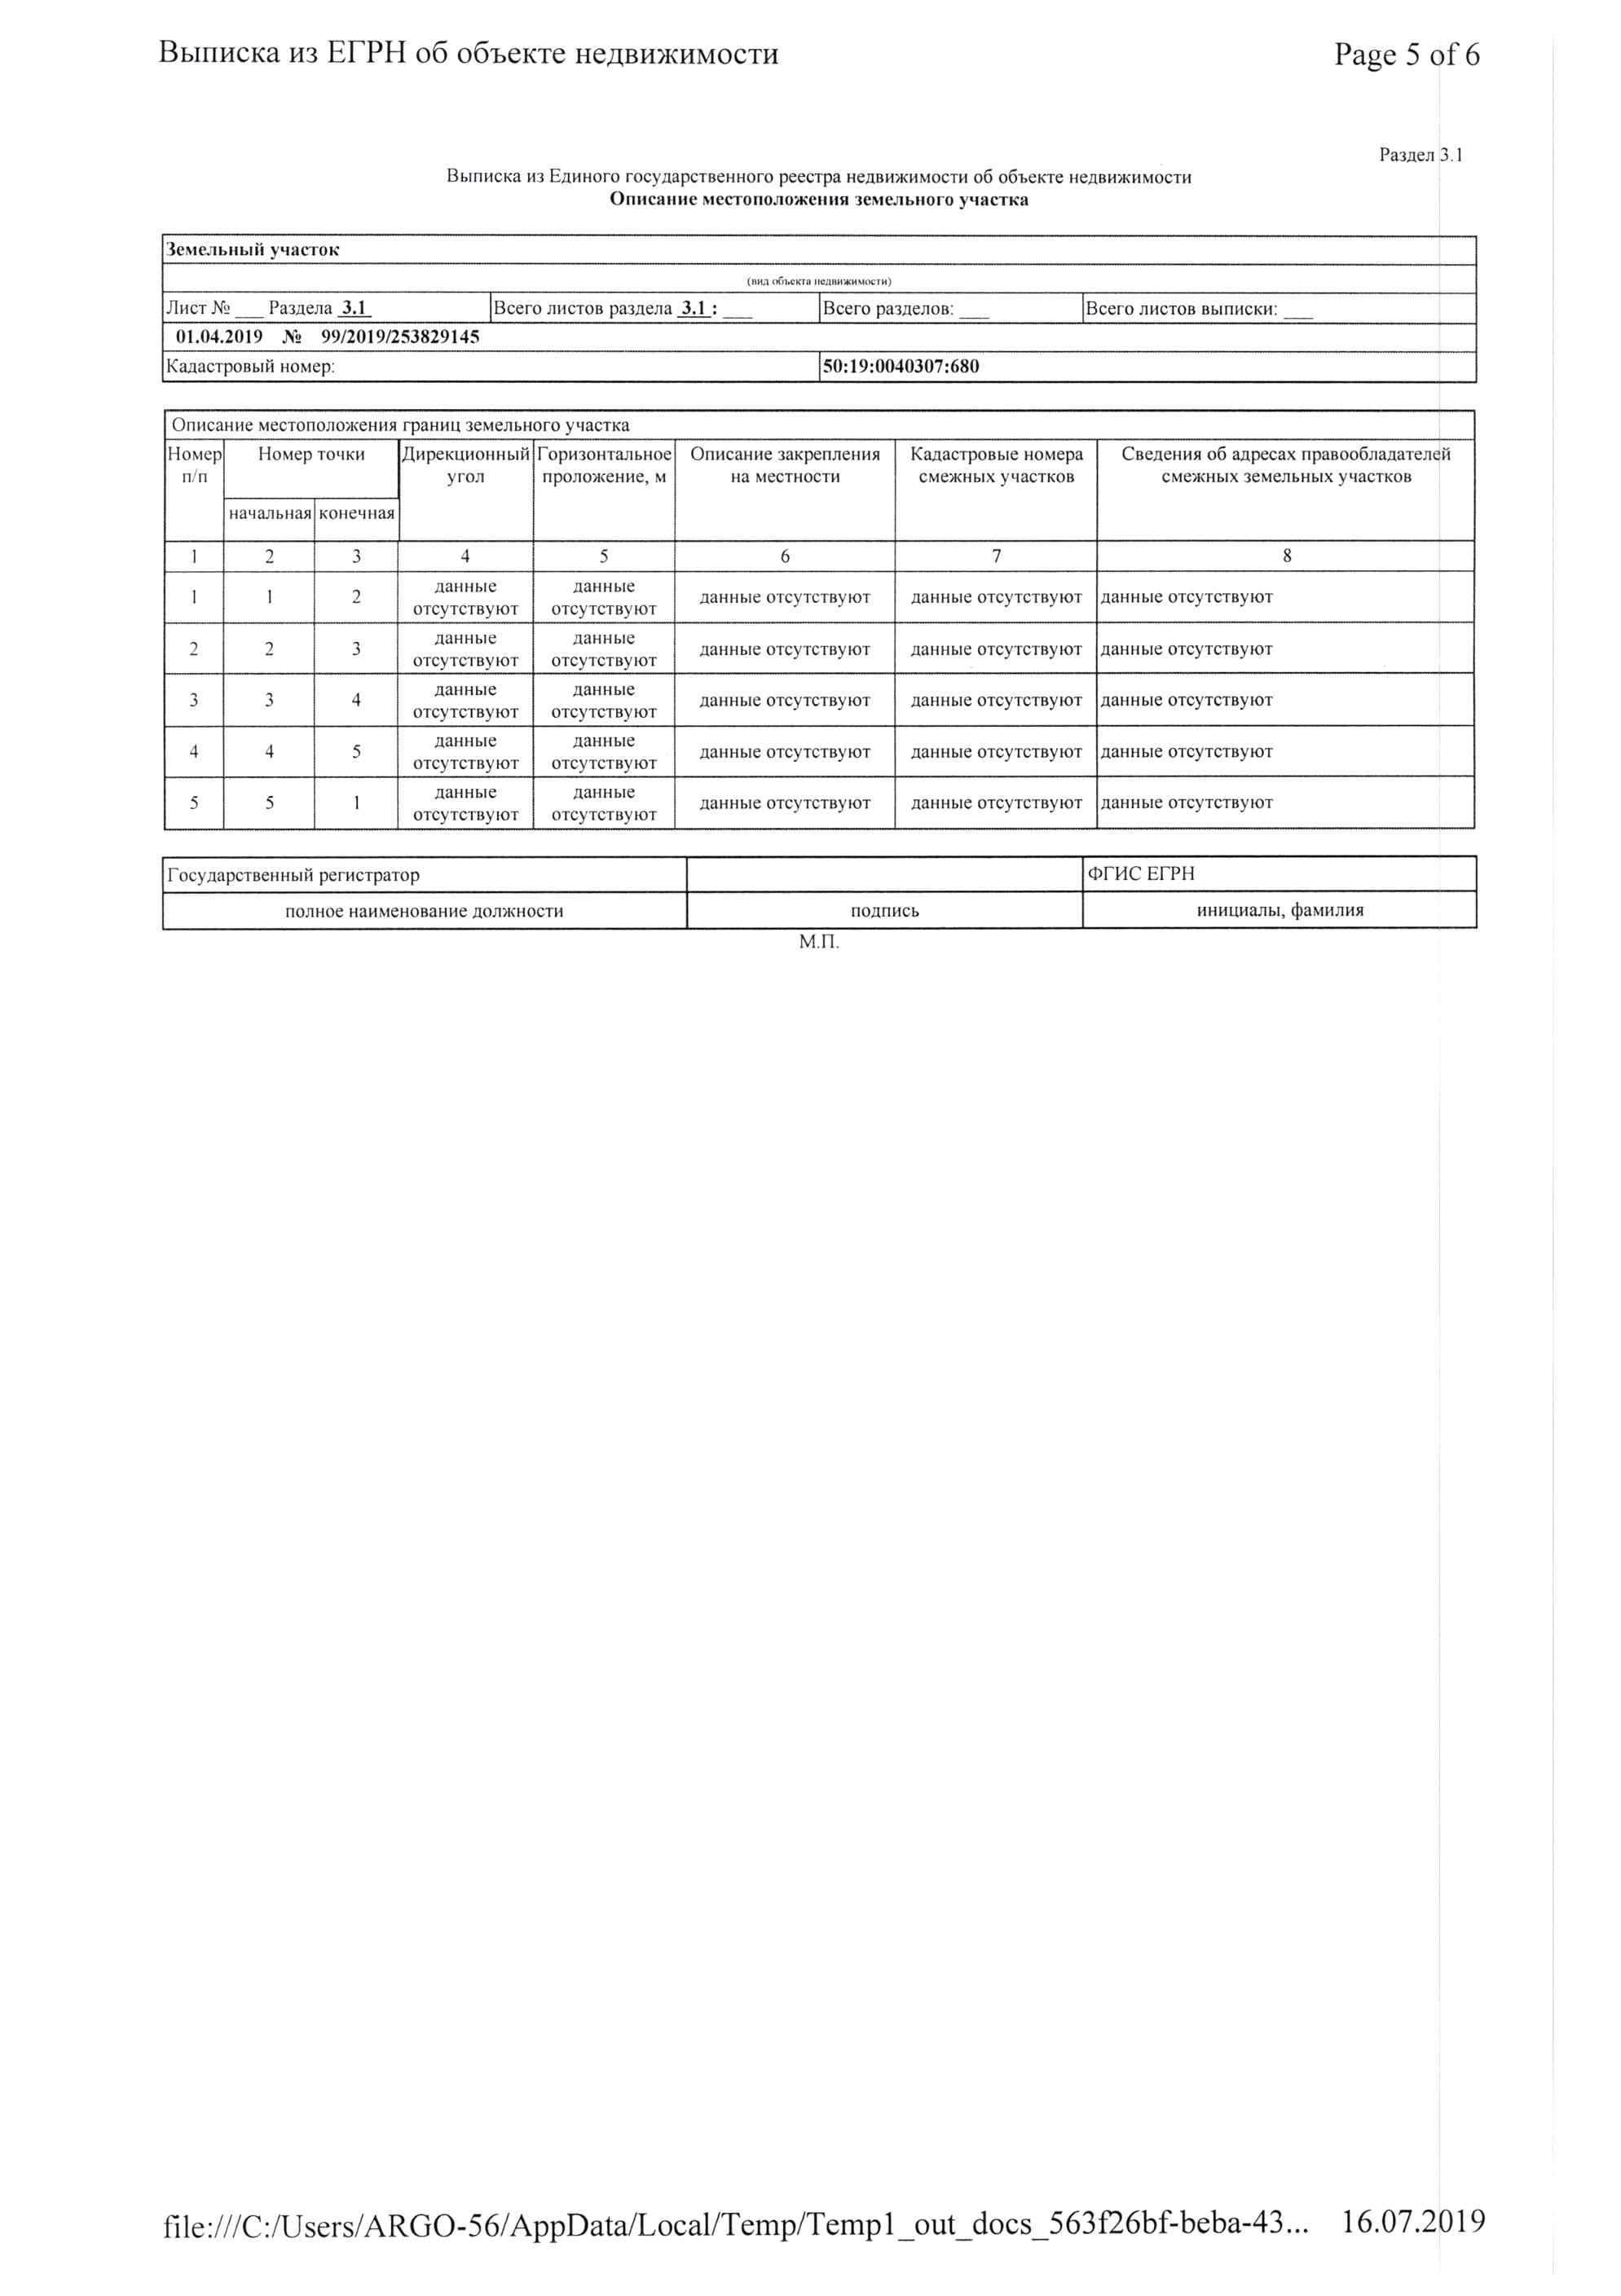 Выписка из ЕГРН об объекте недвижимости Page 5 of 6
Раздел 3.1
Выписка из Единого государственного реестра недвижимости об объекте недвижимости
Описание местоположения земельного участка
Земельный участок
(вид объекта недвижимости)
Лист № ___ Раздела 3.1 Всего листов раздела 3.1 : ___ Всего разделов: ___ Всего листов выписки: ___
01.04.2019 № 99/2019/253829145
Кадастровый номер: 50:19:0040307:680
Описание местоположения границ земельного участка
Номер Номер точки Дирекционный Горизонтальное Описание закрепления Кадастровые номера Сведения об адресах правообладателей
п/п угол проложение, м на местности смежных участков смежных земельных участков
начальная конечная
1 2 3 4 5 6 7 8
данные данные
1 1 2 данные отсутствуют данные отсутствуют данные отсутствуют
отсутствуют отсутствуют
данные данные
2 2 3 данные отсутствуют данные отсутствуют данные отсутствуют
отсутствуют отсутствуют
данные данные
3 3 4 данные отсутствуют данные отсутствуют данные отсутствуют
отсутствуют отсутствуют
данные данные
4 4 5 данные отсутствуют данные отсутствуют данные отсутствуют
отсутствуют отсутствуют
данные данные
5 5 1 данные отсутствуют данные отсутствуют данные отсутствуют
отсутствуют отсутствуют
Государственный регистратор ФГИС ЕГРН
полное наименование должности подпись инициалы, фамилия
М.П.
file:///C:/Users/ARGO-56/AppData/Local/Temp/Temp1_out_docs_563f26bf-beba-43... 16.07.2019